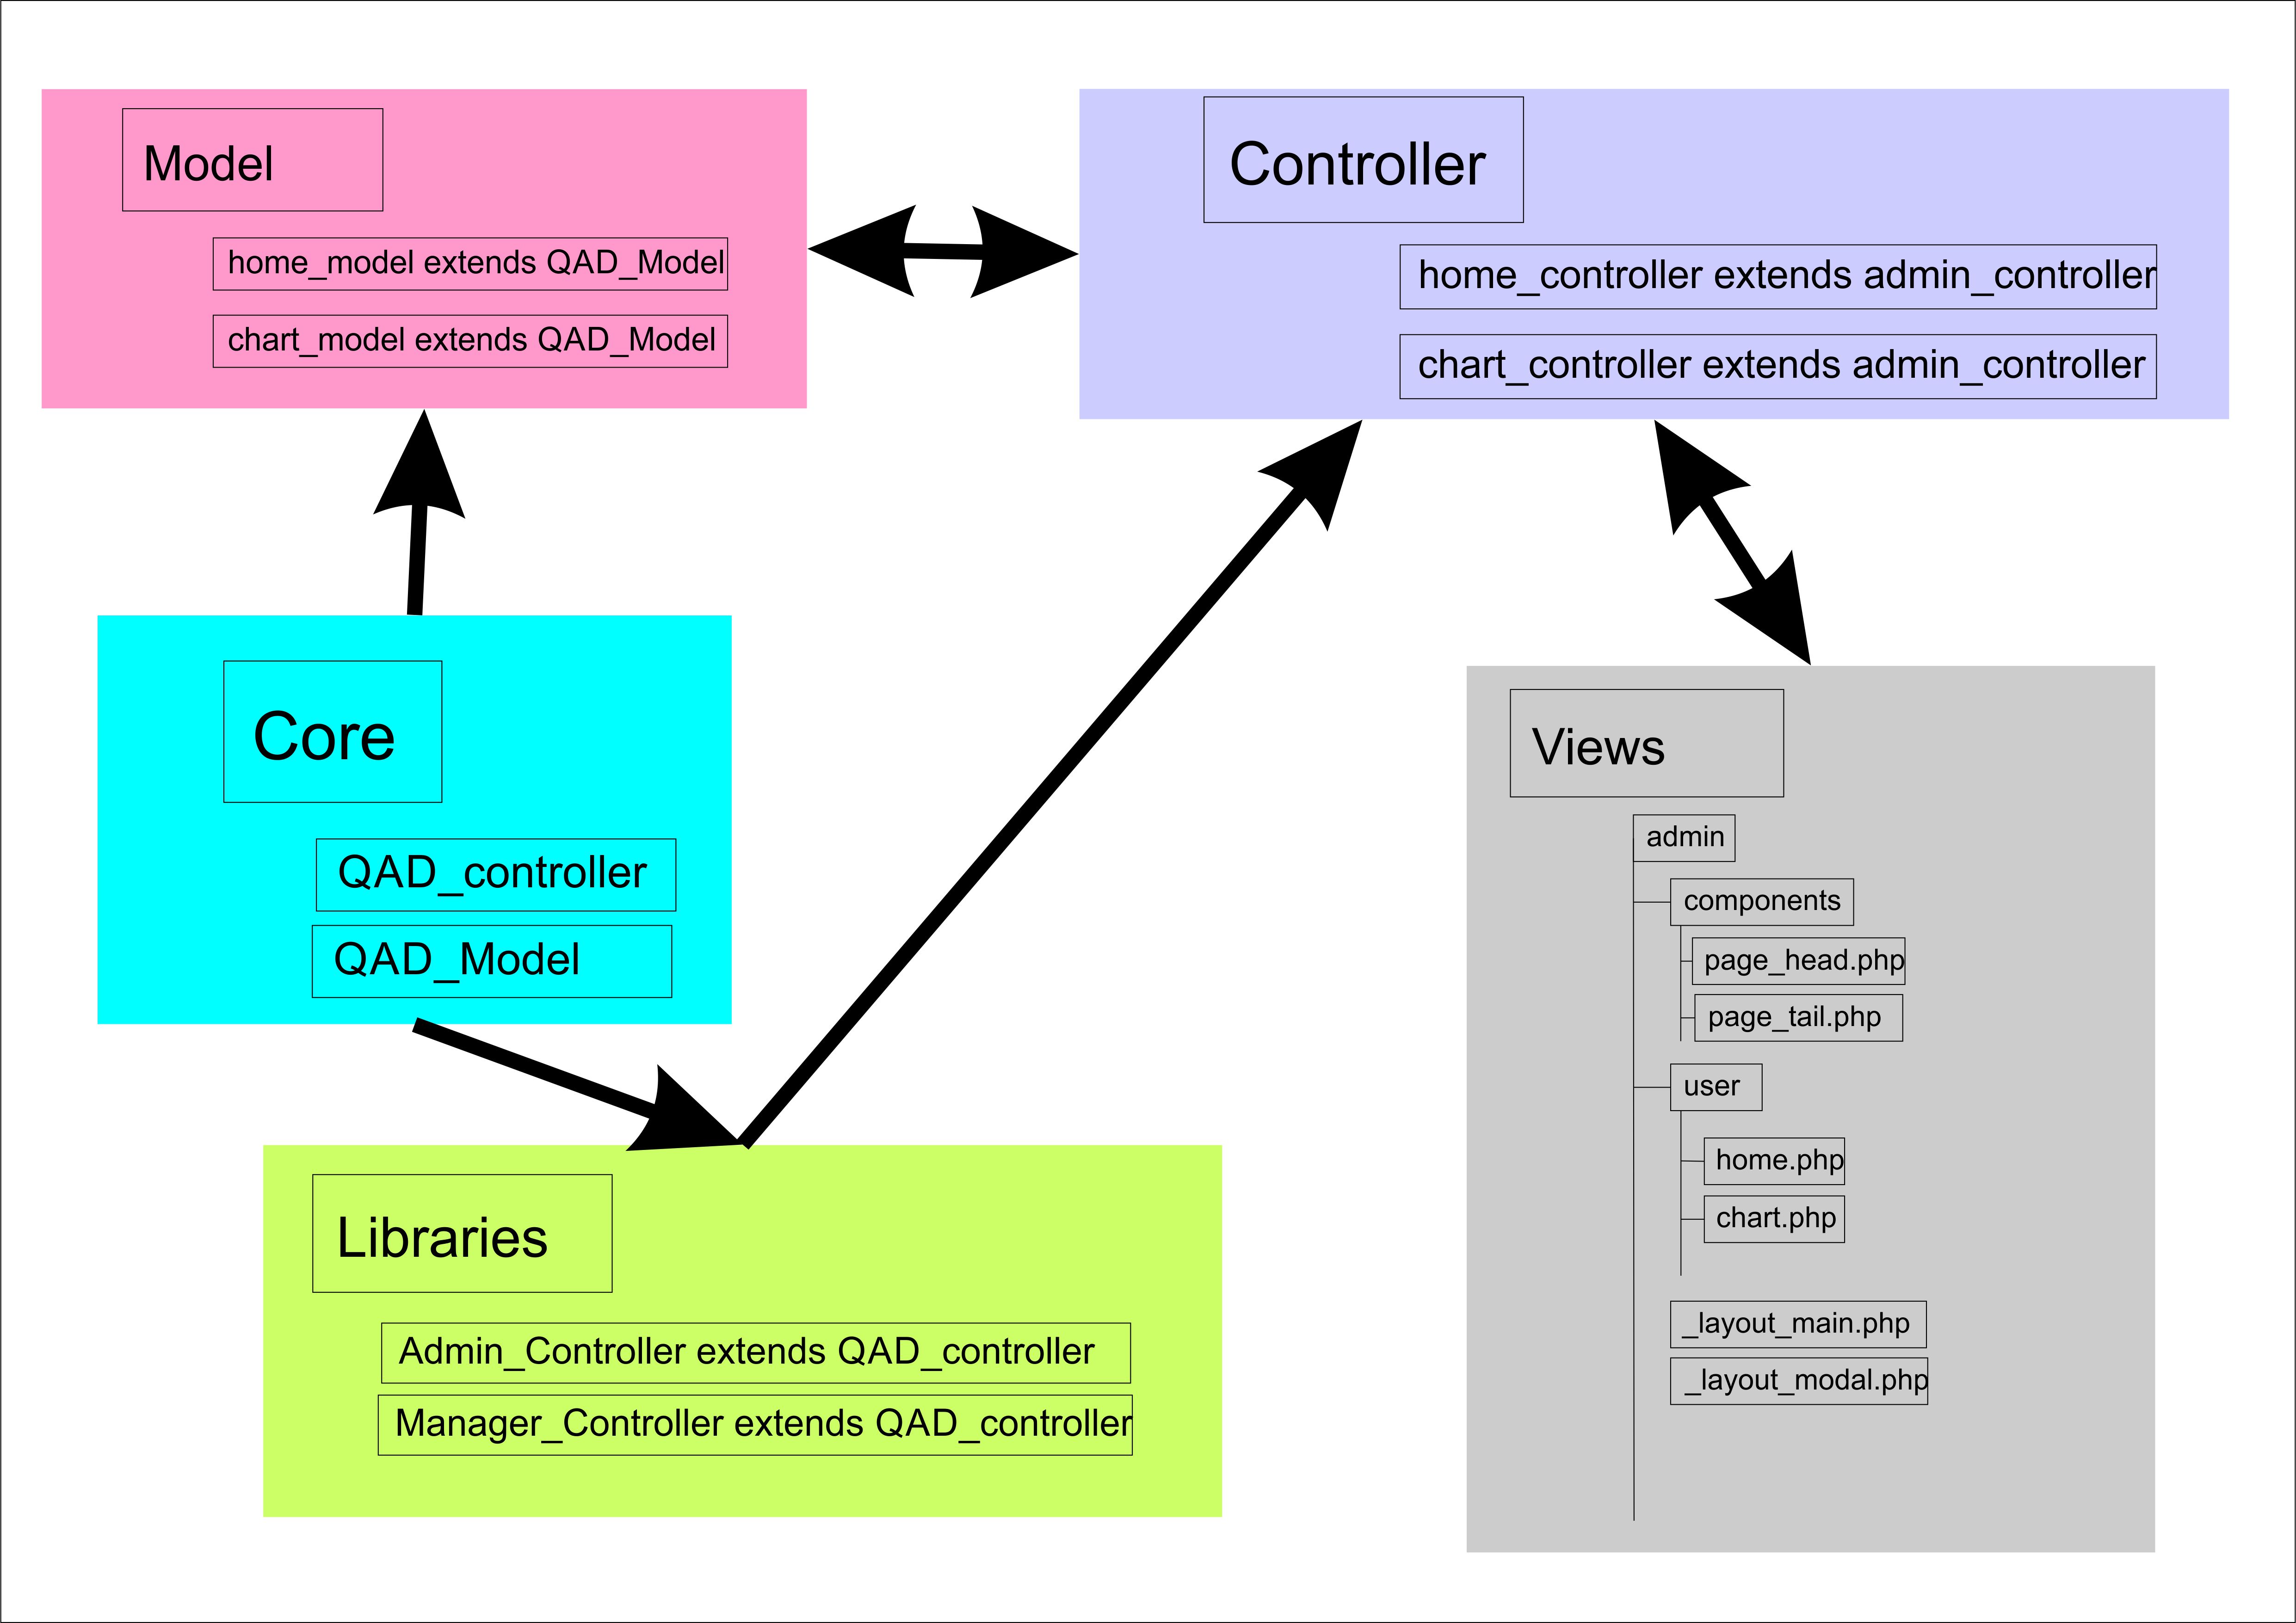 Model
home_model extends QAD_Model
chart_model extends QAD_Model
Controller
home_controller extends admin_controller
chart_controller extends admin_controller
Core
QAD_controller
QAD_Model
Libraries
Admin_Controller extends QAD_controller
Manager_Controller extends QAD_controller
Views
admin
components
page_head.php
page_tail.php
user
home.php
chart.php
_layout_main.php
_layout_modal.php